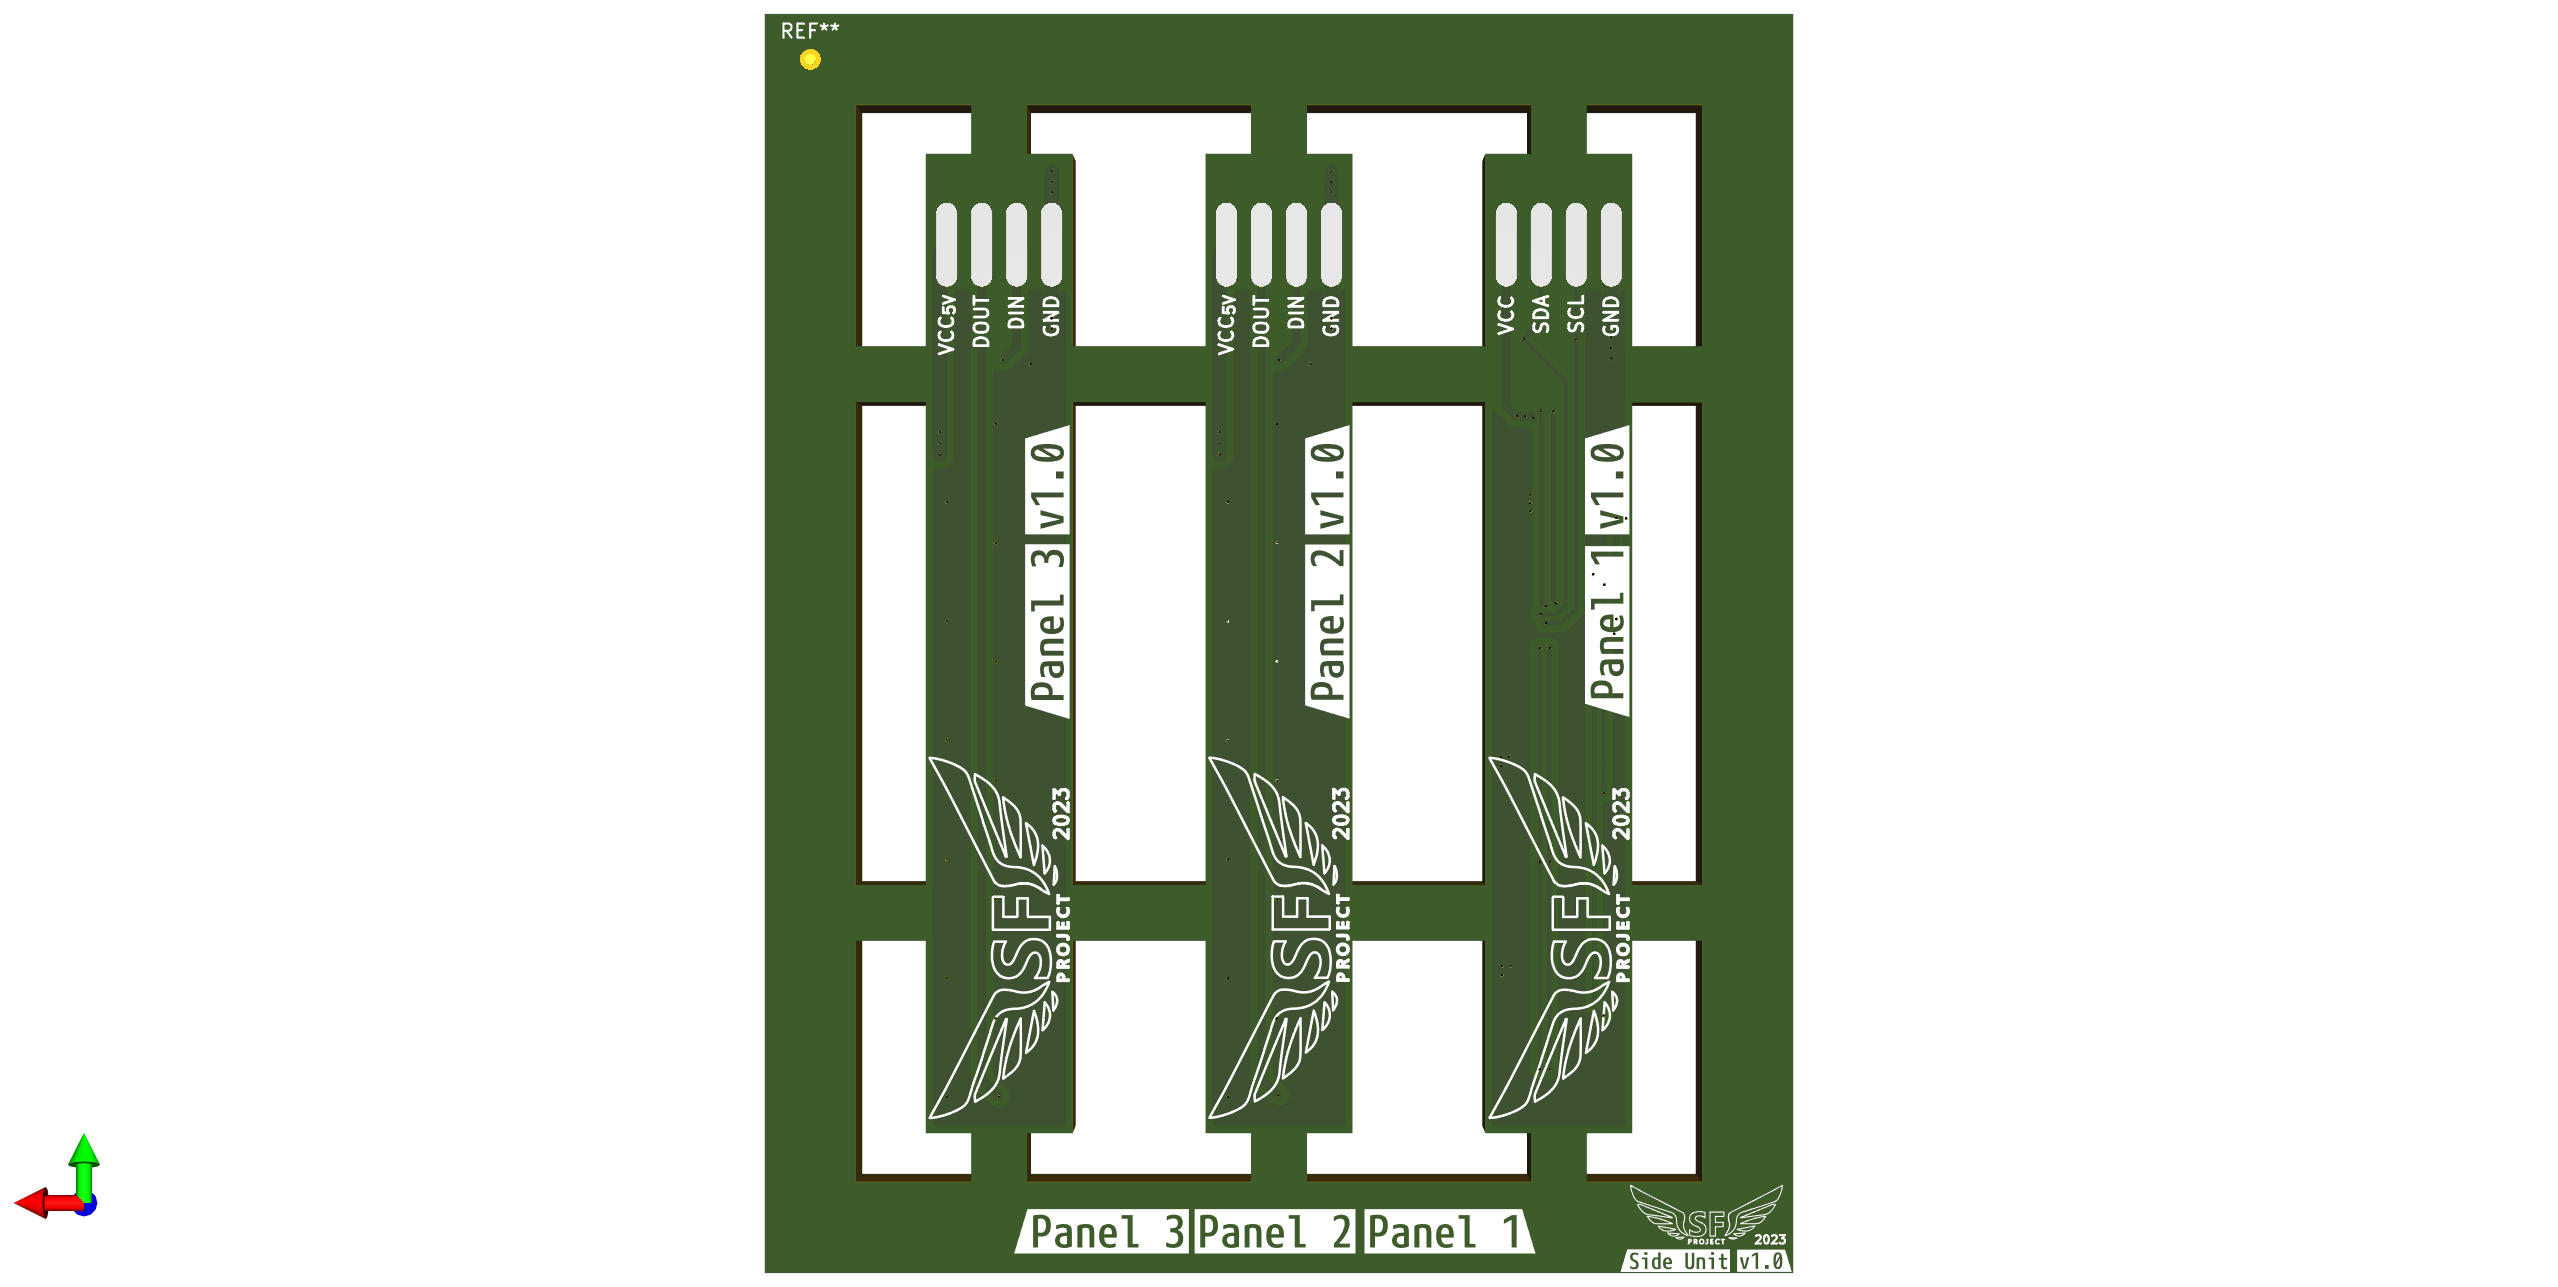 REF**
VCC5V
DOUT
DIN
GND
VCC5V
DOUT
DIN
GND
VCC
SDA
SCL
GND
Panel 3 v1.0
Panel 2 v1.0
Panel 1 v1.0
SF
PROJECT
2023
SF
PROJECT
2023
SF
PROJECT
2023
Panel 3 Panel 2 Panel 1
SF
PROJECT
2023
Side Unit v1.0